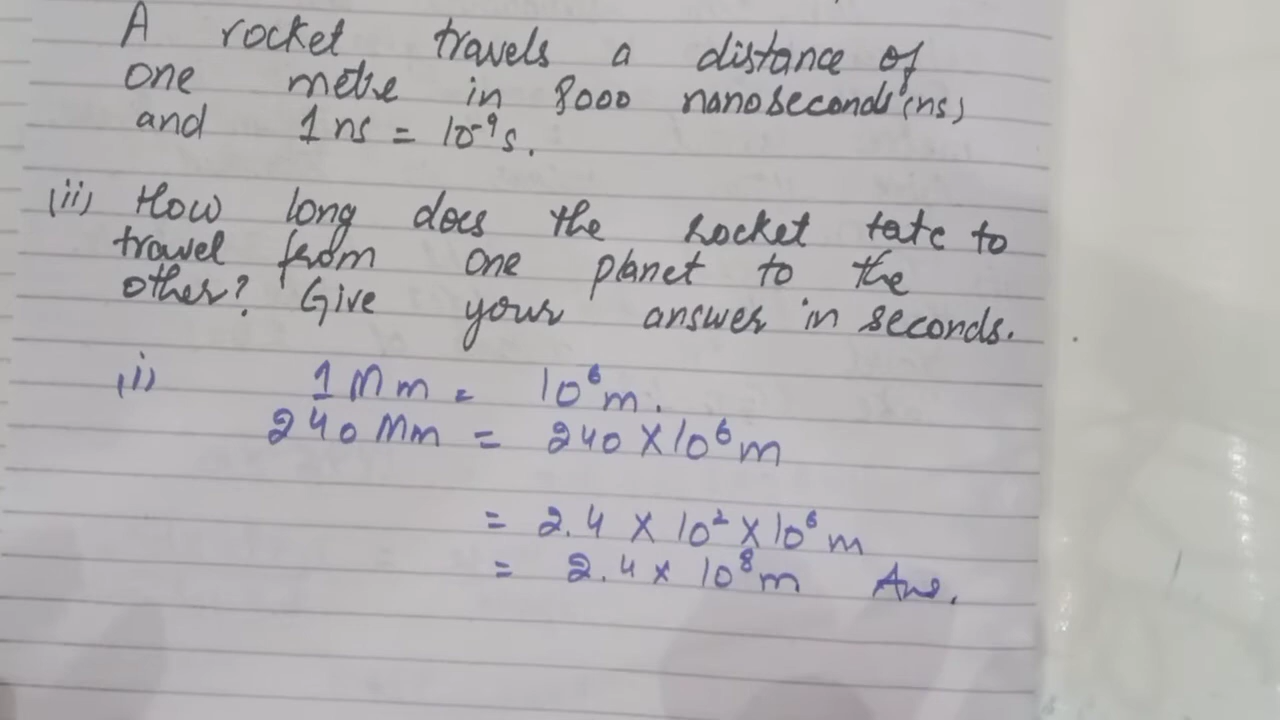 A rocket travels a distance of
one metre in 8000 nanoseconds (ns)
and 1 ns = 10⁻⁹s.
(ii) How long does the rocket tate to
travel from one planet to the
other? Give your answer in seconds.
(i) 1 Mm = 10⁶ m.
240 Mm = 240 X 10⁶ m
= 2.4 X 10² X 10⁶ m
= 2.4 x 10⁸ m Ans.